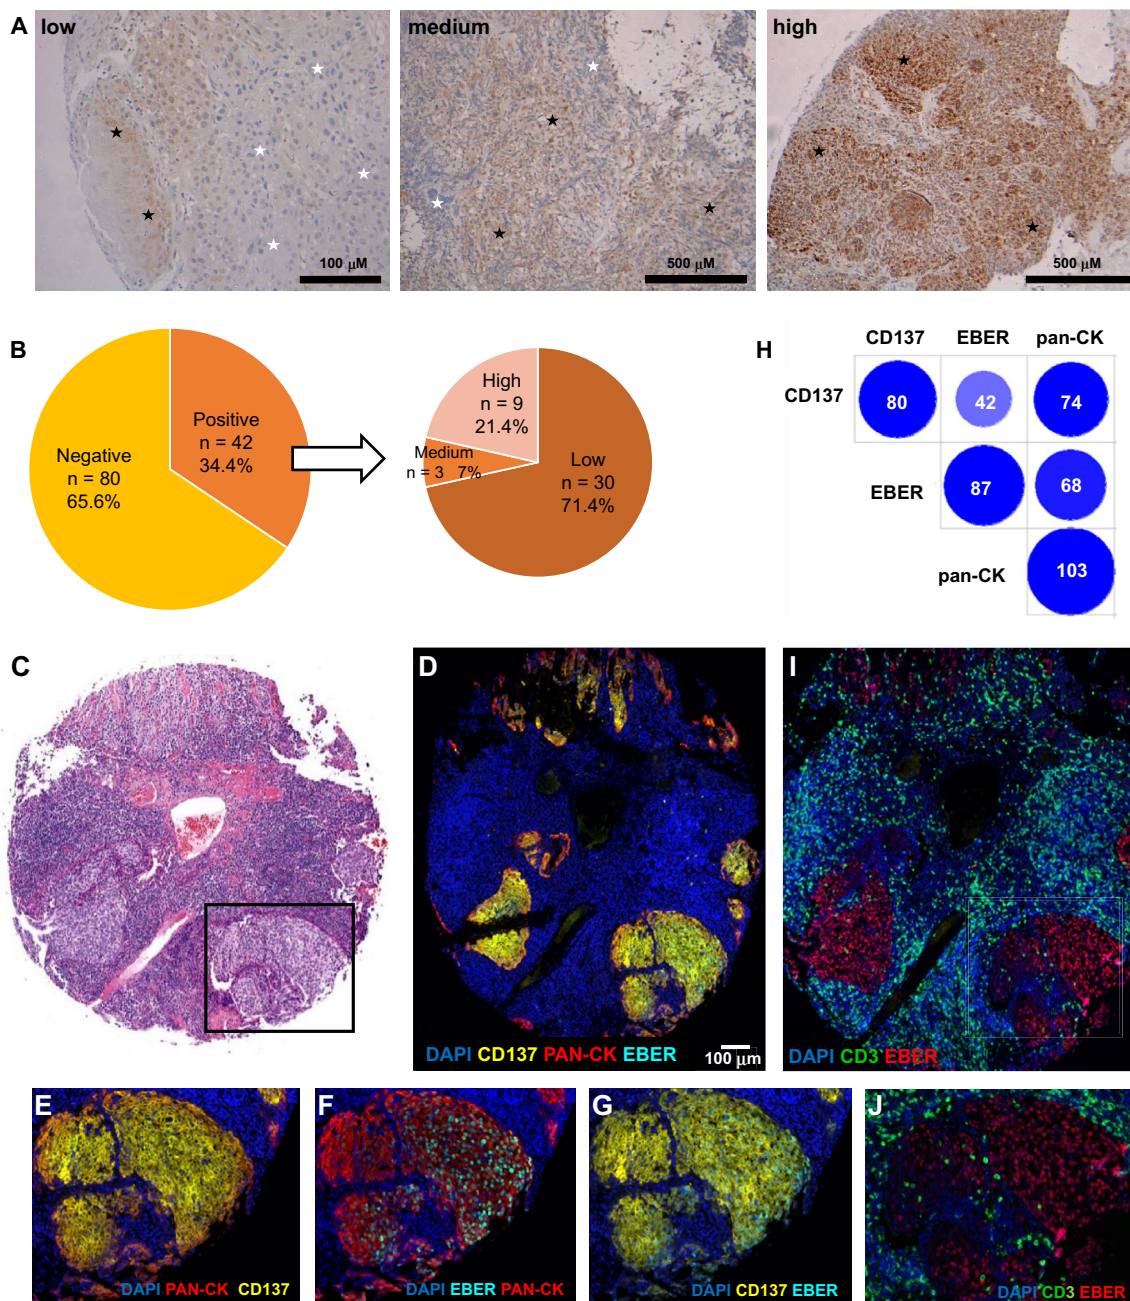 A low medium high
100 μM 500 μM 500 μM
B H
CD137 EBER pan-CK
CD137 80 42 74
EBER 87 68
pan-CK 103
Negative
n = 80
65.6%
Positive
n = 42
34.4%
High
n = 9
21.4%
Medium
n = 3 7%
Low
n = 30
71.4%
C D I
DAPI CD137 PAN-CK EBER
100 μm
DAPI CD3 EBER
E F G J
DAPI PAN-CK CD137
DAPI EBER PAN-CK
DAPI CD137 EBER
DAPI CD3 EBER